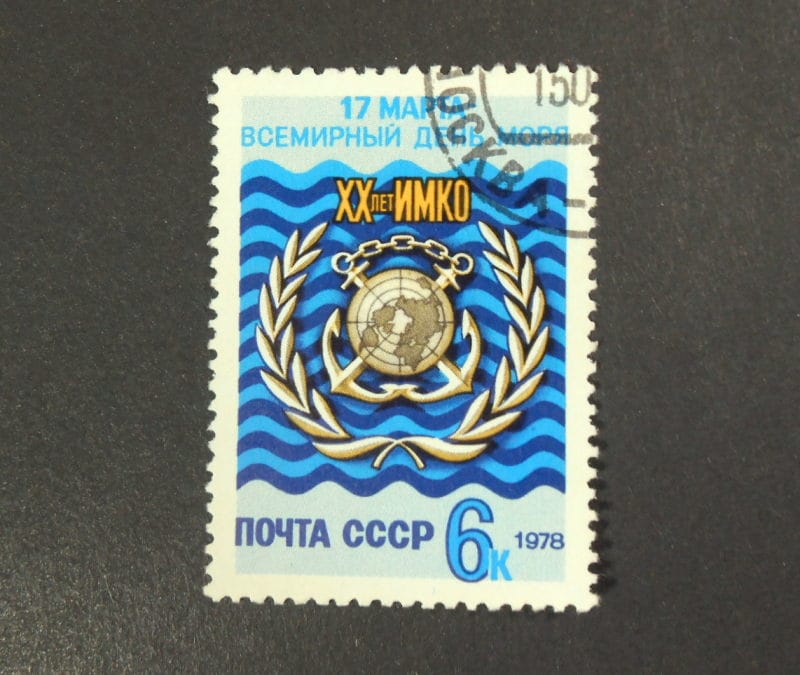 150
МОСКВА
17 МАРТА
ВСЕМИРНЫЙ ДЕНЬ МОРЯ
XX ЛЕТ ИМКО
ПОЧТА СССР 6к 1978